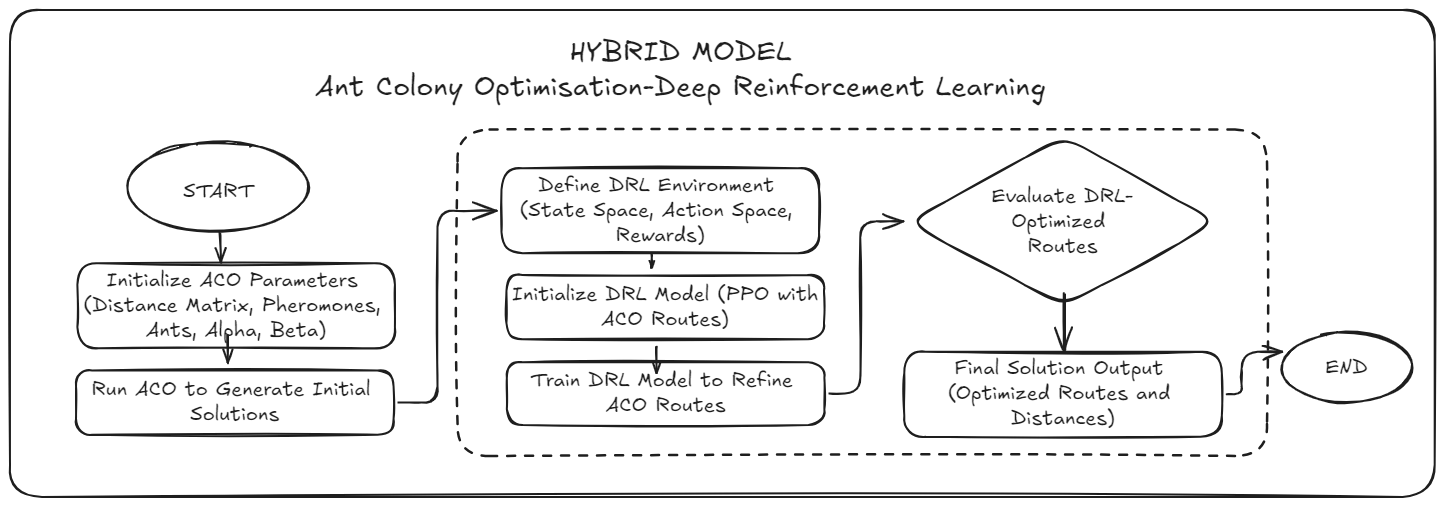 HYBRID MODEL
Ant Colony Optimisation-Deep Reinforcement Learning
START
Initialize ACO Parameters
(Distance Matrix, Pheromones,
Ants, Alpha, Beta)
Run ACO to Generate Initial
Solutions
Define DRL Environment
(State Space, Action Space,
Rewards)
Initialize DRL Model (PPO with
ACO Routes)
Train DRL Model to Refine
ACO Routes
Evaluate DRL-
Optimized
Routes
Final Solution Output
(Optimized Routes and
Distances)
END